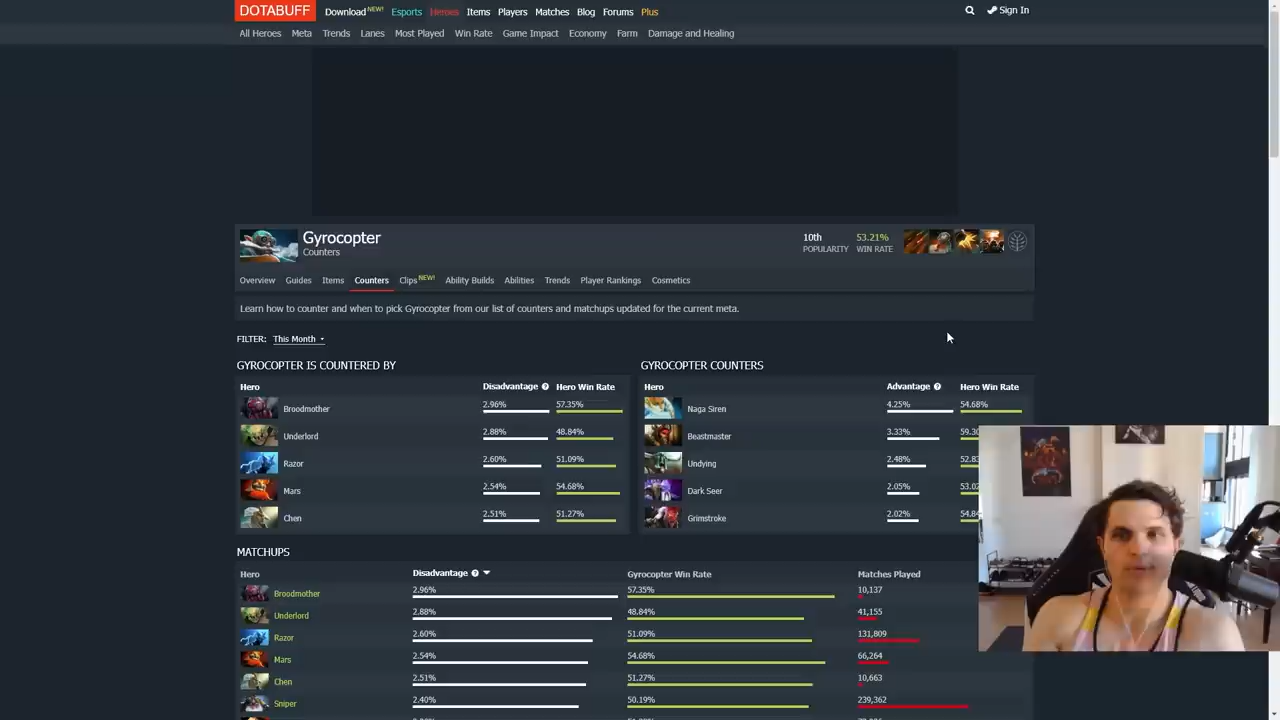 DOTABUFF Download NEW! Esports Heroes Items Players Matches Blog Forums Plus Sign In
All Heroes Meta Trends Lanes Most Played Win Rate Game Impact Economy Farm Damage and Healing
Gyrocopter
Counters
10th
POPULARITY
53.21%
WIN RATE
Overview Guides Items Counters Clips NEW! Ability Builds Abilities Trends Player Rankings Cosmetics
Learn how to counter and when to pick Gyrocopter from our list of counters and matchups updated for the current meta.
FILTER: This Month
GYROCOPTER IS COUNTERED BY
Hero Disadvantage Hero Win Rate
Broodmother 2.96% 57.35%
Underlord 2.88% 48.84%
Razor 2.60% 51.09%
Mars 2.54% 54.68%
Chen 2.51% 51.27%
GYROCOPTER COUNTERS
Hero Advantage Hero Win Rate
Naga Siren 4.25% 54.68%
Beastmaster 3.33%
Undying 2.48%
Dark Seer 2.05%
Grimstroke 2.02%
MATCHUPS
Hero Disadvantage Gyrocopter Win Rate Matches Played
Broodmother 2.96% 57.35% 10,137
Underlord 2.88% 48.84% 41,155
Razor 2.60% 51.09% 131,809
Mars 2.54% 54.68% 66,264
Chen 2.51% 51.27% 10,663
Sniper 2.40% 50.19% 239,362